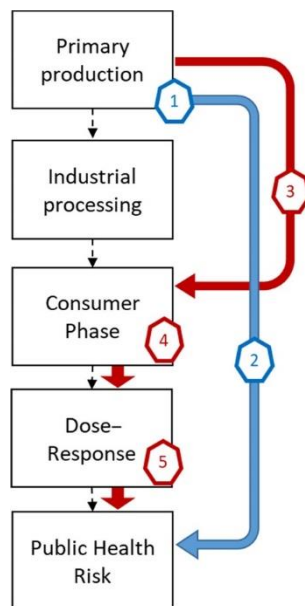 Primary
production
1
Industrial
processing
3
Consumer
Phase
4
2
Dose–
Response
5
Public Health
Risk